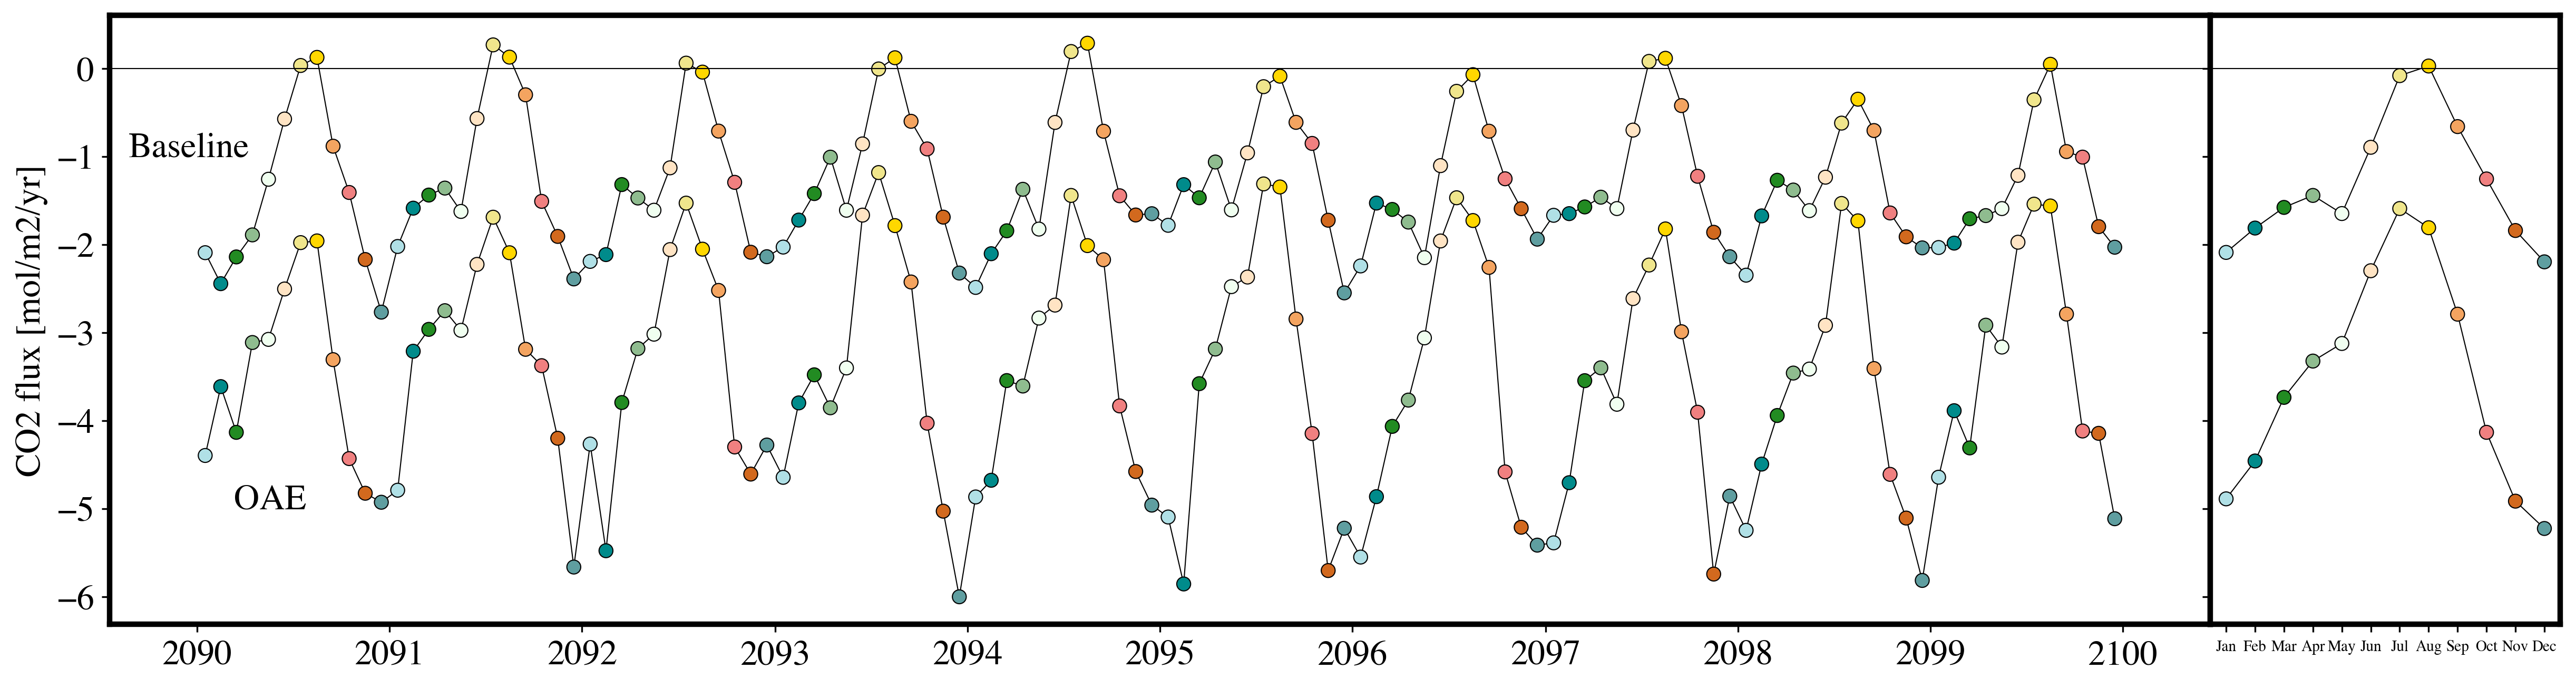 CO2 flux [mol/m2/yr]
0
−1
−2
−3
−4
−5
−6
Baseline
OAE
2090 2091 2092 2093 2094 2095 2096 2097 2098 2099 2100
Jan Feb Mar Apr May Jun Jul Aug Sep Oct Nov Dec